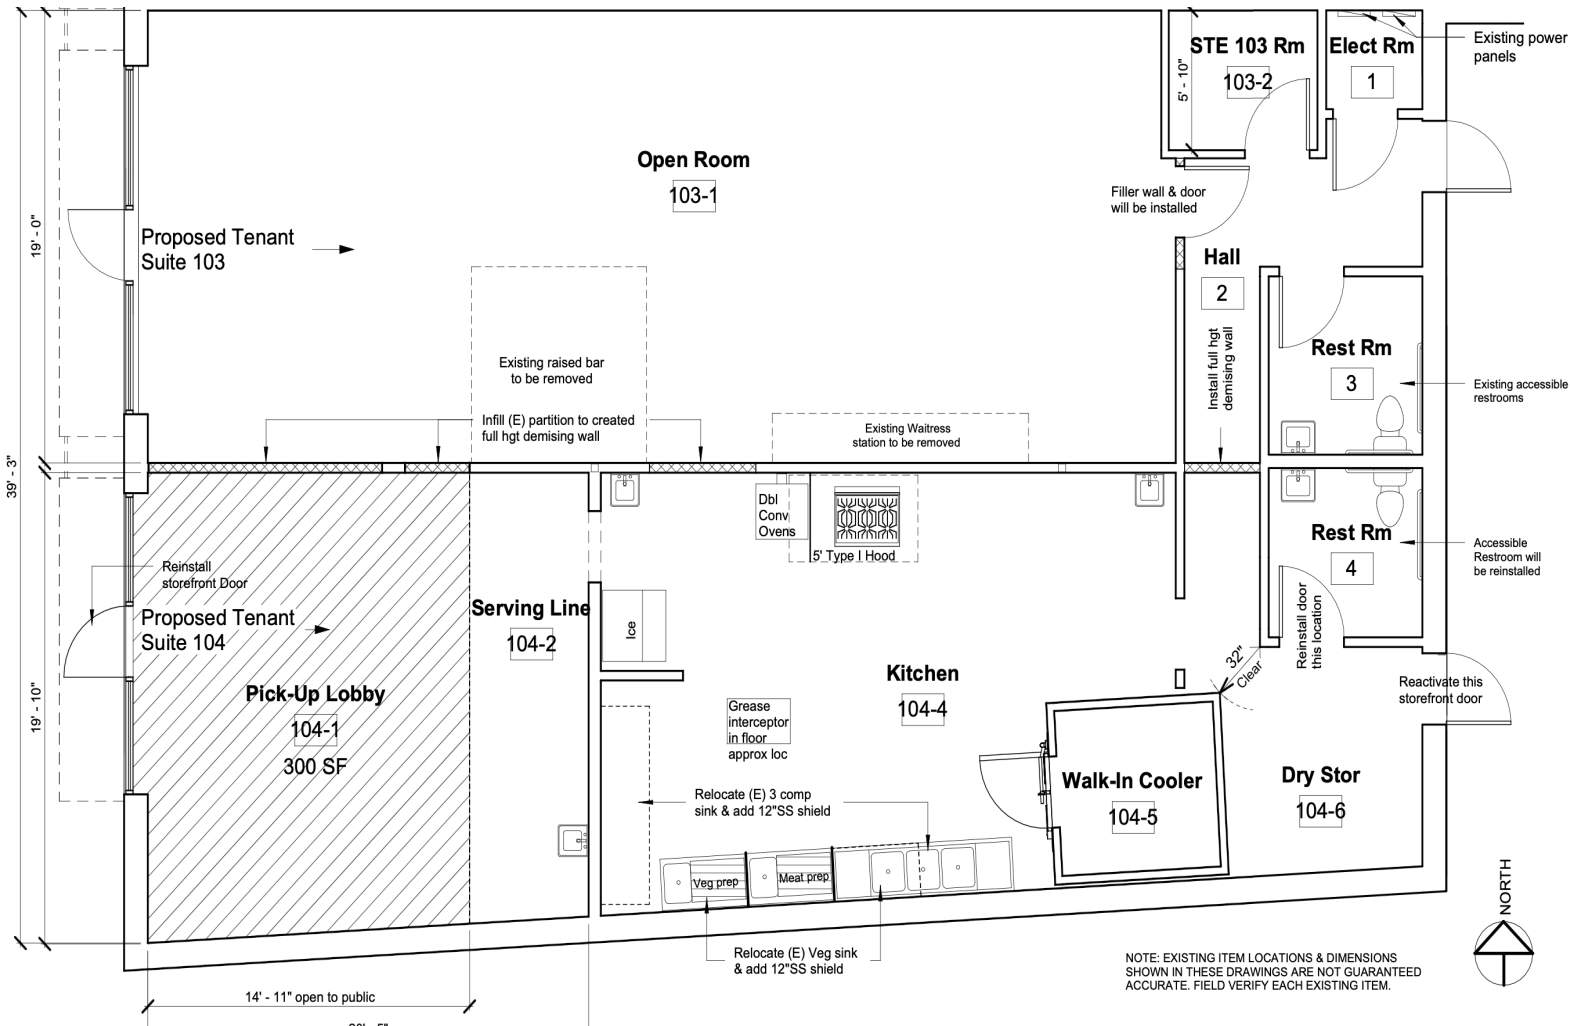 STE 103 Rm
103-2
5' - 10"
Elect Rm
1
Existing power
panels
Open Room
103-1
Filler wall & door
will be installed
Proposed Tenant
Suite 103
19' - 0"
39' - 3"
Hall
2
Install full hgt
demising wall
Rest Rm
3
Existing accessible
restrooms
Existing raised bar
to be removed
Infill (E) partition to created
full hgt demising wall
Existing Waitress
station to be removed
Dbl
Conv
Ovens
5' Type I Hood
Rest Rm
4
Accessible
Restroom will
be reinstalled
Reinstall
storefront Door
Proposed Tenant
Suite 104
Serving Line
104-2
Ice
Reinstall door
this location
32"
Clear
Kitchen
104-4
Reactivate this
storefront door
Pick-Up Lobby
104-1
300 SF
19' - 10"
Grease
interceptor
in floor
approx loc
Walk-In Cooler
104-5
Dry Stor
104-6
Relocate (E) 3 comp
sink & add 12"SS shield
Veg prep
Meat prep
Relocate (E) Veg sink
& add 12"SS shield
NORTH
NOTE: EXISTING ITEM LOCATIONS & DIMENSIONS
SHOWN IN THESE DRAWINGS ARE NOT GUARANTEED
ACCURATE. FIELD VERIFY EACH EXISTING ITEM.
14' - 11" open to public